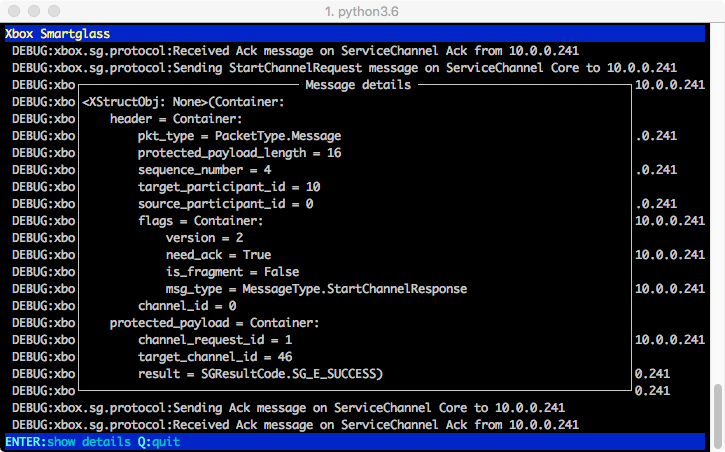 1. python3.6
Xbox Smartglass
DEBUG:xbox.sg.protocol:Received Ack message on ServiceChannel Ack from 10.0.0.241
DEBUG:xbox.sg.protocol:Sending StartChannelRequest message on ServiceChannel Core to 10.0.0.241
DEBUG:xbo Message details 10.0.0.241
DEBUG:xbo <XStructObj: None>(Container:
DEBUG:xbo header = Container:
DEBUG:xbo pkt_type = PacketType.Message .0.241
DEBUG:xbo protected_payload_length = 16
DEBUG:xbo sequence_number = 4 .0.241
DEBUG:xbo target_participant_id = 10
DEBUG:xbo source_participant_id = 0 .0.241
DEBUG:xbo flags = Container: 10.0.0.241
DEBUG:xbo version = 2
DEBUG:xbo need_ack = True 10.0.0.241
DEBUG:xbo is_fragment = False
DEBUG:xbo msg_type = MessageType.StartChannelResponse 10.0.0.241
DEBUG:xbo channel_id = 0
DEBUG:xbo protected_payload = Container:
DEBUG:xbo channel_request_id = 1 10.0.0.241
DEBUG:xbo target_channel_id = 46
DEBUG:xbo result = SGResultCode.SG_E_SUCCESS) 0.241
DEBUG:xbo 0.241
DEBUG:xbox.sg.protocol:Sending Ack message on ServiceChannel Core to 10.0.0.241
DEBUG:xbox.sg.protocol:Received Ack message on ServiceChannel Ack from 10.0.0.241
ENTER:show details Q:quit